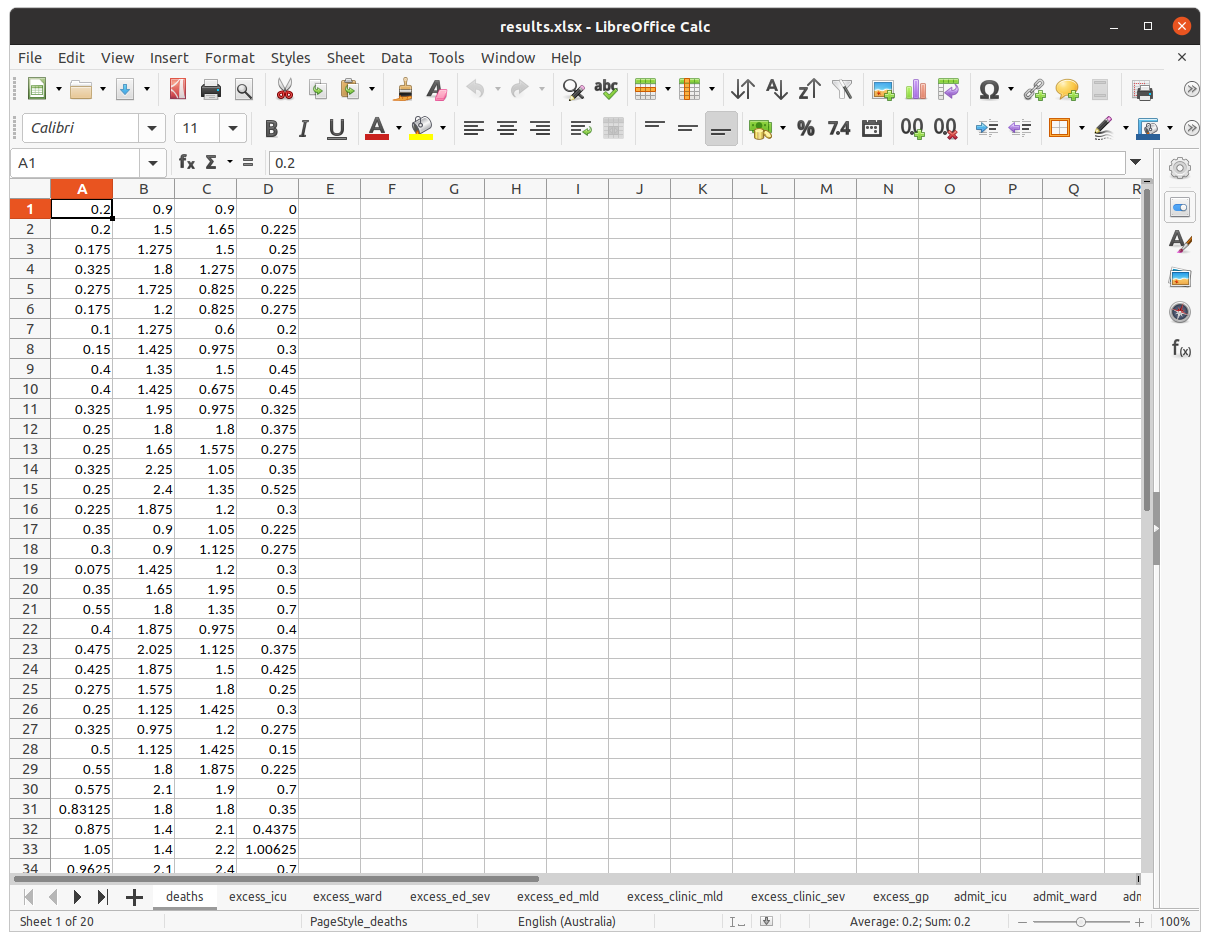 results.xlsx - LibreOffice Calc
File Edit View Insert Format Styles Sheet Data Tools Window Help
abc
Calibri 11 B I U A % 7.4 0.0 0.0
A1 fx Σ = 0.2
A B C D E F G H I J K L M N O P Q R
1 0.2 0.9 0.9 0
2 0.2 1.5 1.65 0.225
3 0.175 1.275 1.5 0.25
4 0.325 1.8 1.275 0.075
5 0.275 1.725 0.825 0.225
6 0.175 1.2 0.825 0.275
7 0.1 1.275 0.6 0.2
8 0.15 1.425 0.975 0.3
9 0.4 1.35 1.5 0.45
10 0.4 1.425 0.675 0.45
11 0.325 1.95 0.975 0.325
12 0.25 1.8 1.8 0.375
13 0.25 1.65 1.575 0.275
14 0.325 2.25 1.05 0.35
15 0.25 2.4 1.35 0.525
16 0.225 1.875 1.2 0.3
17 0.35 0.9 1.05 0.225
18 0.3 0.9 1.125 0.275
19 0.075 1.425 1.2 0.3
20 0.35 1.65 1.95 0.5
21 0.55 1.8 1.35 0.7
22 0.4 1.875 0.975 0.4
23 0.475 2.025 1.125 0.375
24 0.425 1.875 1.5 0.425
25 0.275 1.575 1.8 0.25
26 0.25 1.125 1.425 0.3
27 0.325 0.975 1.2 0.275
28 0.5 1.125 1.425 0.15
29 0.55 1.8 1.875 0.225
30 0.575 2.1 1.9 0.7
31 0.83125 1.8 1.8 0.35
32 0.875 1.4 2.1 0.4375
33 1.05 1.4 2.2 1.00625
34 0.9625 2.1 2.4 0.7
deaths excess_icu excess_ward excess_ed_sev excess_ed_mld excess_clinic_mld excess_clinic_sev excess_gp admit_icu admit_ward adm
Sheet 1 of 20 PageStyle_deaths English (Australia) Average: 0.2; Sum: 0.2 100%